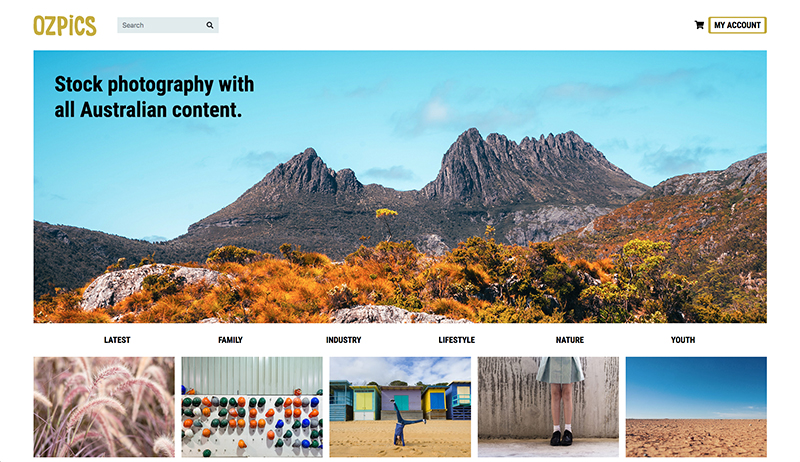 OZPiCS
Search
MY ACCOUNT
Stock photography with
all Australian content.
LATEST
FAMILY
INDUSTRY
LIFESTYLE
NATURE
YOUTH